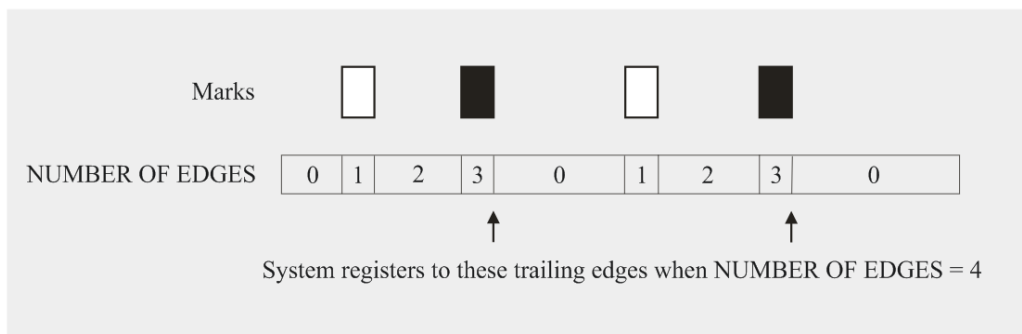 Marks
NUMBER OF EDGES 0 1 2 3 0 1 2 3 0
System registers to these trailing edges when NUMBER OF EDGES = 4